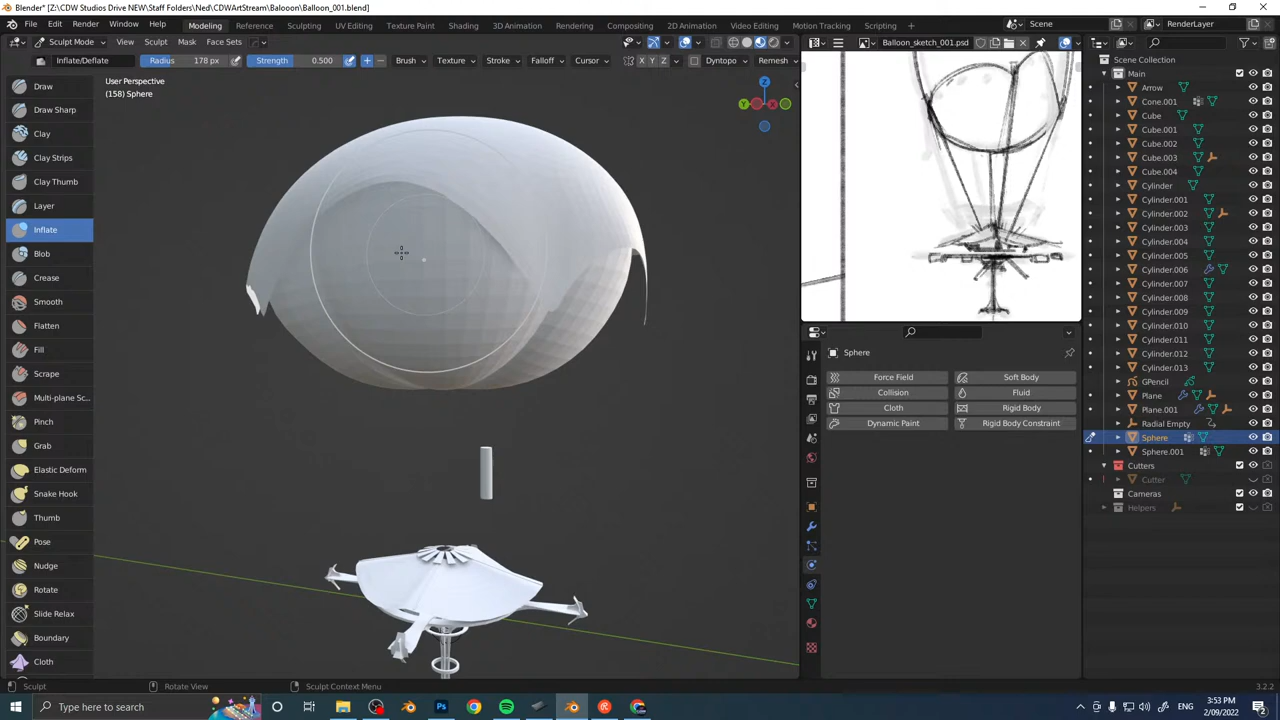 Blender* [Z:\CDW Studios NEW\Staff Folders\Ned\CDWArtStream\Balooon\Balloon_001.blend]
File Edit Render Window Help Modeling Reference Sculpting UV Editing Texture Paint Shading 3D Animation Rendering Compositing 2D Animation Video Editing Motion Tracking Scripting Scene RenderLayer
Sculpt Mode View Sculpt Mask Face Sets Balloon_sketch_001.psd
Inflate/Deflate Radius 178 px Strength 0.500 Brush Texture Stroke Falloff Cursor X Y Z Dyntopo Remesh
User Perspective
(158) Sphere
Z
Y
X
Draw
Draw Sharp
Clay
Clay Strips
Clay Thumb
Layer
Inflate
Blob
Crease
Smooth
Flatten
Fill
Scrape
Multi-plane Sc...
Pinch
Grab
Elastic Deform
Snake Hook
Thumb
Pose
Nudge
Rotate
Slide Relax
Boundary
Cloth
Scene Collection
Main
Arrow
Cone.001
Cube
Cube.001
Cube.002
Cube.003
Cube.004
Cylinder
Cylinder.001
Cylinder.002
Cylinder.003
Cylinder.004
Cylinder.005
Cylinder.006
Cylinder.007
Cylinder.008
Cylinder.009
Cylinder.010
Cylinder.011
Cylinder.012
Cylinder.013
GPencil
Plane
Plane.001
Radial Empty
Sphere
Sphere.001
Cutters
Cutter
Cameras
Helpers
Sphere
Force Field Soft Body
Collision Fluid
Cloth Rigid Body
Dynamic Paint Rigid Body Constraint
Sculpt Rotate View Sculpt Context Menu 3.2.2
Type here to search
3:53 PM
2/09/2022